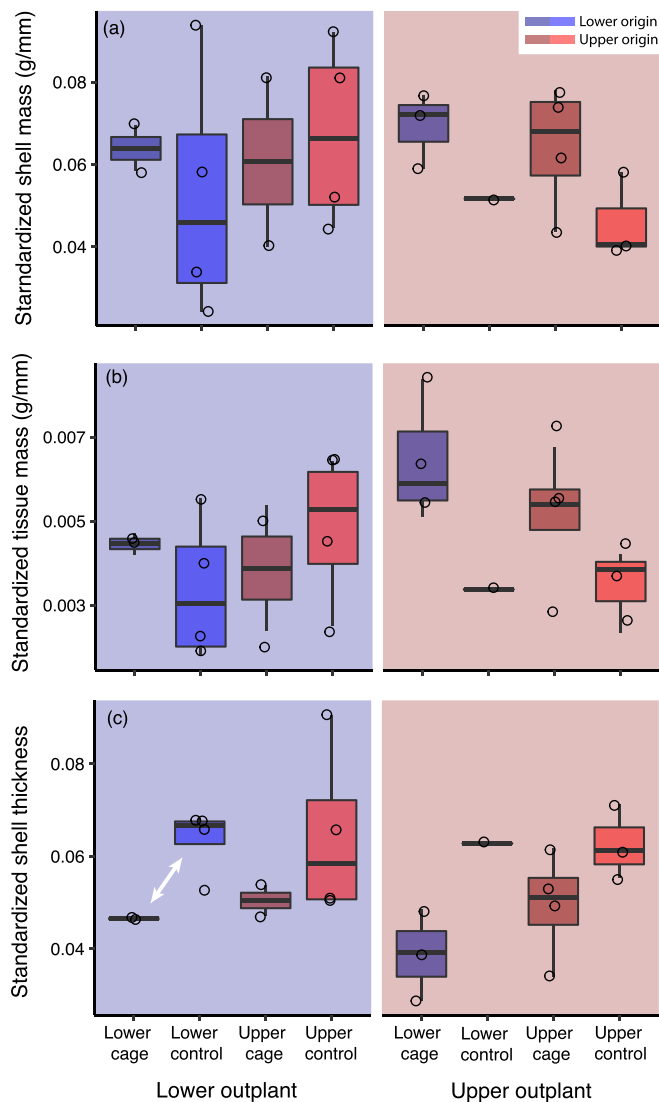 (a)
Lower origin
Upper origin
Starndardized shell mass (g/mm)
0.08
0.06
0.04
(b)
Standardized tissue mass (g/mm)
0.007
0.005
0.003
(c)
Standardized shell thickness
0.08
0.06
0.04
Lower cage
Lower control
Upper cage
Upper control
Lower cage
Lower control
Upper cage
Upper control
Lower outplant
Upper outplant